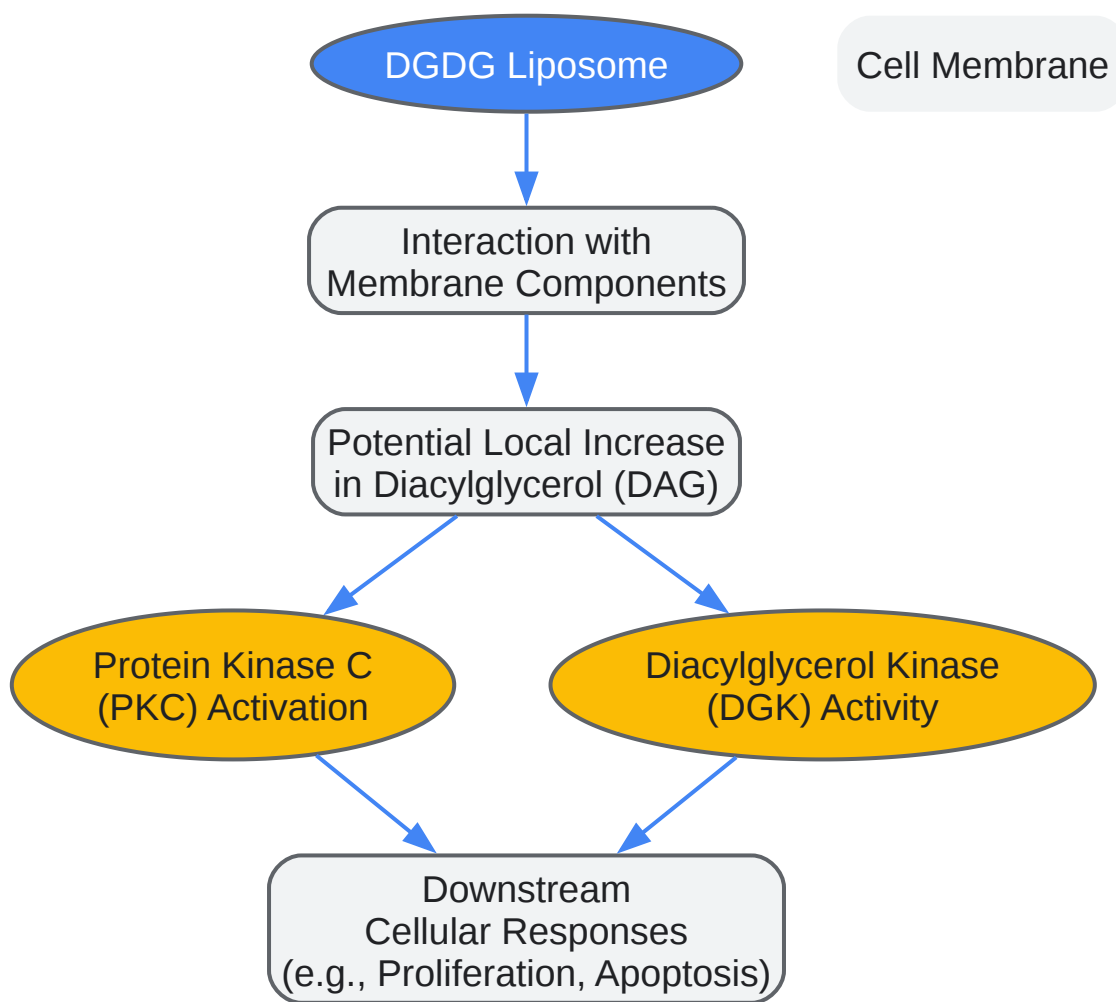 DGDG Liposome
Cell Membrane
Interaction with
Membrane Components
Potential Local Increase
in Diacylglycerol (DAG)
Protein Kinase C
(PKC) Activation
Diacylglycerol Kinase
(DGK) Activity
Downstream
Cellular Responses
(e.g., Proliferation, Apoptosis)